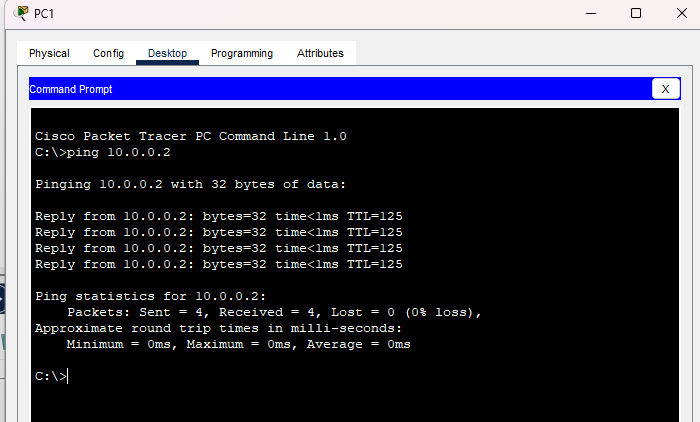 PC1
Physical Config Desktop Programming Attributes
Command Prompt X
Cisco Packet Tracer PC Command Line 1.0
C:\>ping 10.0.0.2
Pinging 10.0.0.2 with 32 bytes of data:
Reply from 10.0.0.2: bytes=32 time<1ms TTL=125
Reply from 10.0.0.2: bytes=32 time<1ms TTL=125
Reply from 10.0.0.2: bytes=32 time<1ms TTL=125
Reply from 10.0.0.2: bytes=32 time<1ms TTL=125
Ping statistics for 10.0.0.2:
Packets: Sent = 4, Received = 4, Lost = 0 (0% loss),
Approximate round trip times in milli-seconds:
Minimum = 0ms, Maximum = 0ms, Average = 0ms
C:\>